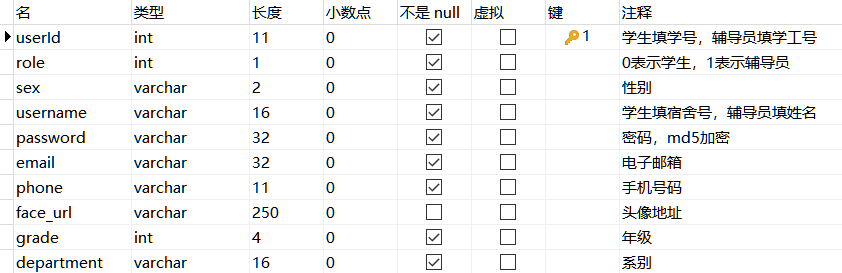 名 类型 长度 小数点 不是 null 虚拟 键 注释
userId int 11 0 1 学生填学号，辅导员填学工号
role int 1 0 0表示学生，1表示辅导员
sex varchar 2 0 性别
username varchar 16 0 学生填宿舍号，辅导员填姓名
password varchar 32 0 密码，md5加密
email varchar 32 0 电子邮箱
phone varchar 11 0 手机号码
face_url varchar 250 0 头像地址
grade int 4 0 年级
department varchar 16 0 系别